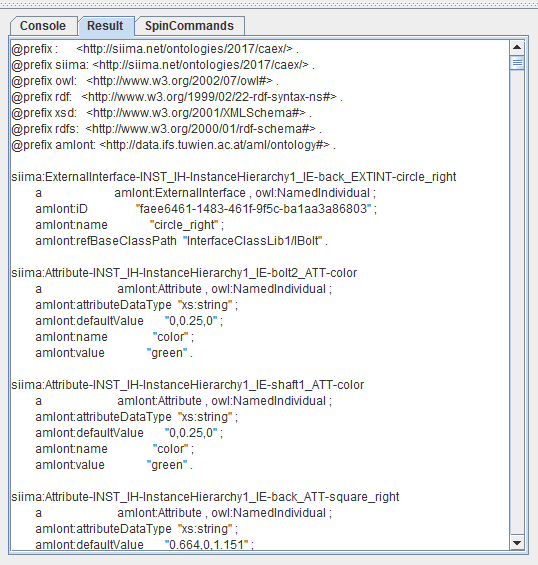 Console Result SpinCommands
@prefix : <http://siima.net/ontologies/2017/caex/> .
@prefix siima: <http://siima.net/ontologies/2017/caex/> .
@prefix owl: <http://www.w3.org/2002/07/owl#> .
@prefix rdf: <http://www.w3.org/1999/02/22-rdf-syntax-ns#> .
@prefix xsd: <http://www.w3.org/2001/XMLSchema#> .
@prefix rdfs: <http://www.w3.org/2000/01/rdf-schema#> .
@prefix amlont: <http://data.ifs.tuwien.ac.at/aml/ontology#> .
siima:ExternalInterface-INST_IH-InstanceHierarchy1_IE-back_EXTINT-circle_right
a amlont:ExternalInterface , owl:NamedIndividual ;
amlont:iD "faee6461-1483-461f-9f5c-ba1aa3a86803" ;
amlont:name "circle_right" ;
amlont:refBaseClassPath "InterfaceClassLib1/IBolt" .
siima:Attribute-INST_IH-InstanceHierarchy1_IE-bolt2_ATT-color
a amlont:Attribute , owl:NamedIndividual ;
amlont:attributeDataType "xs:string" ;
amlont:defaultValue "0,0.25,0" ;
amlont:name "color" ;
amlont:value "green" .
siima:Attribute-INST_IH-InstanceHierarchy1_IE-shaft1_ATT-color
a amlont:Attribute , owl:NamedIndividual ;
amlont:attributeDataType "xs:string" ;
amlont:defaultValue "0,0.25,0" ;
amlont:name "color" ;
amlont:value "green" .
siima:Attribute-INST_IH-InstanceHierarchy1_IE-back_ATT-square_right
a amlont:Attribute , owl:NamedIndividual ;
amlont:attributeDataType "xs:string" ;
amlont:defaultValue "0.664,0,1.151" ;